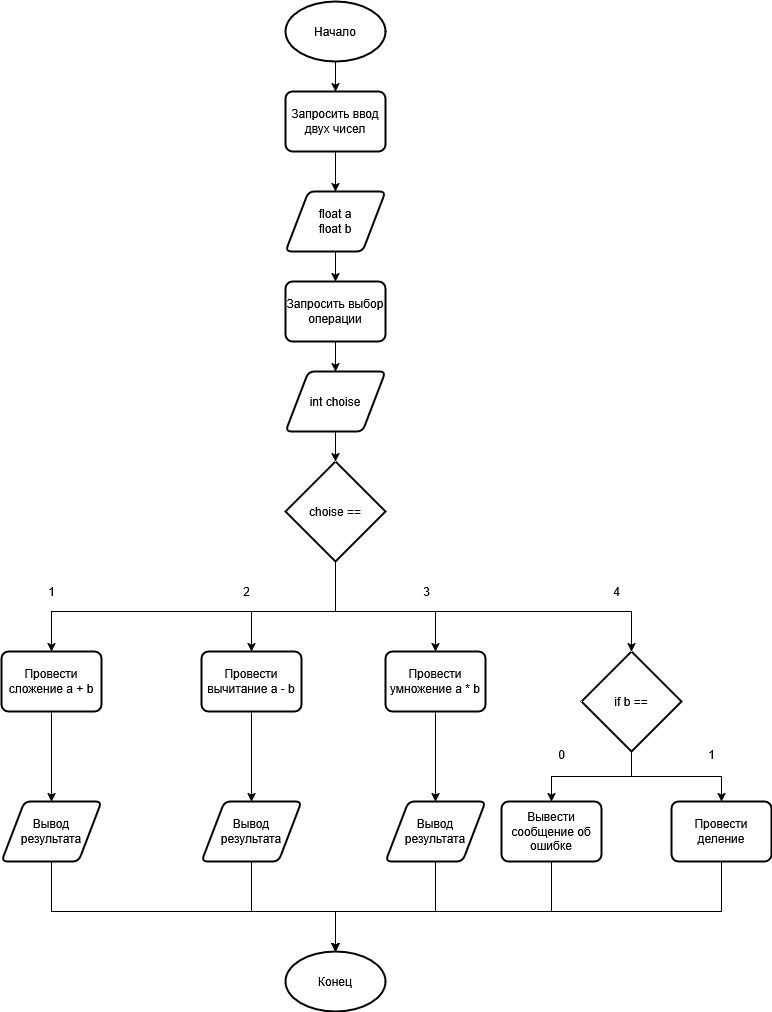 Начало
Запросить ввод
двух чисел
float a
float b
Запросить выбор
операции
int choise
choise ==
1
2
3
4
Провести
сложение a + b
Провести
вычитание a - b
Провести
умножение a * b
if b ==
0
1
Вывод
результата
Вывод
результата
Вывод
результата
Вывести
сообщение об
ошибке
Провести
деление
Конец